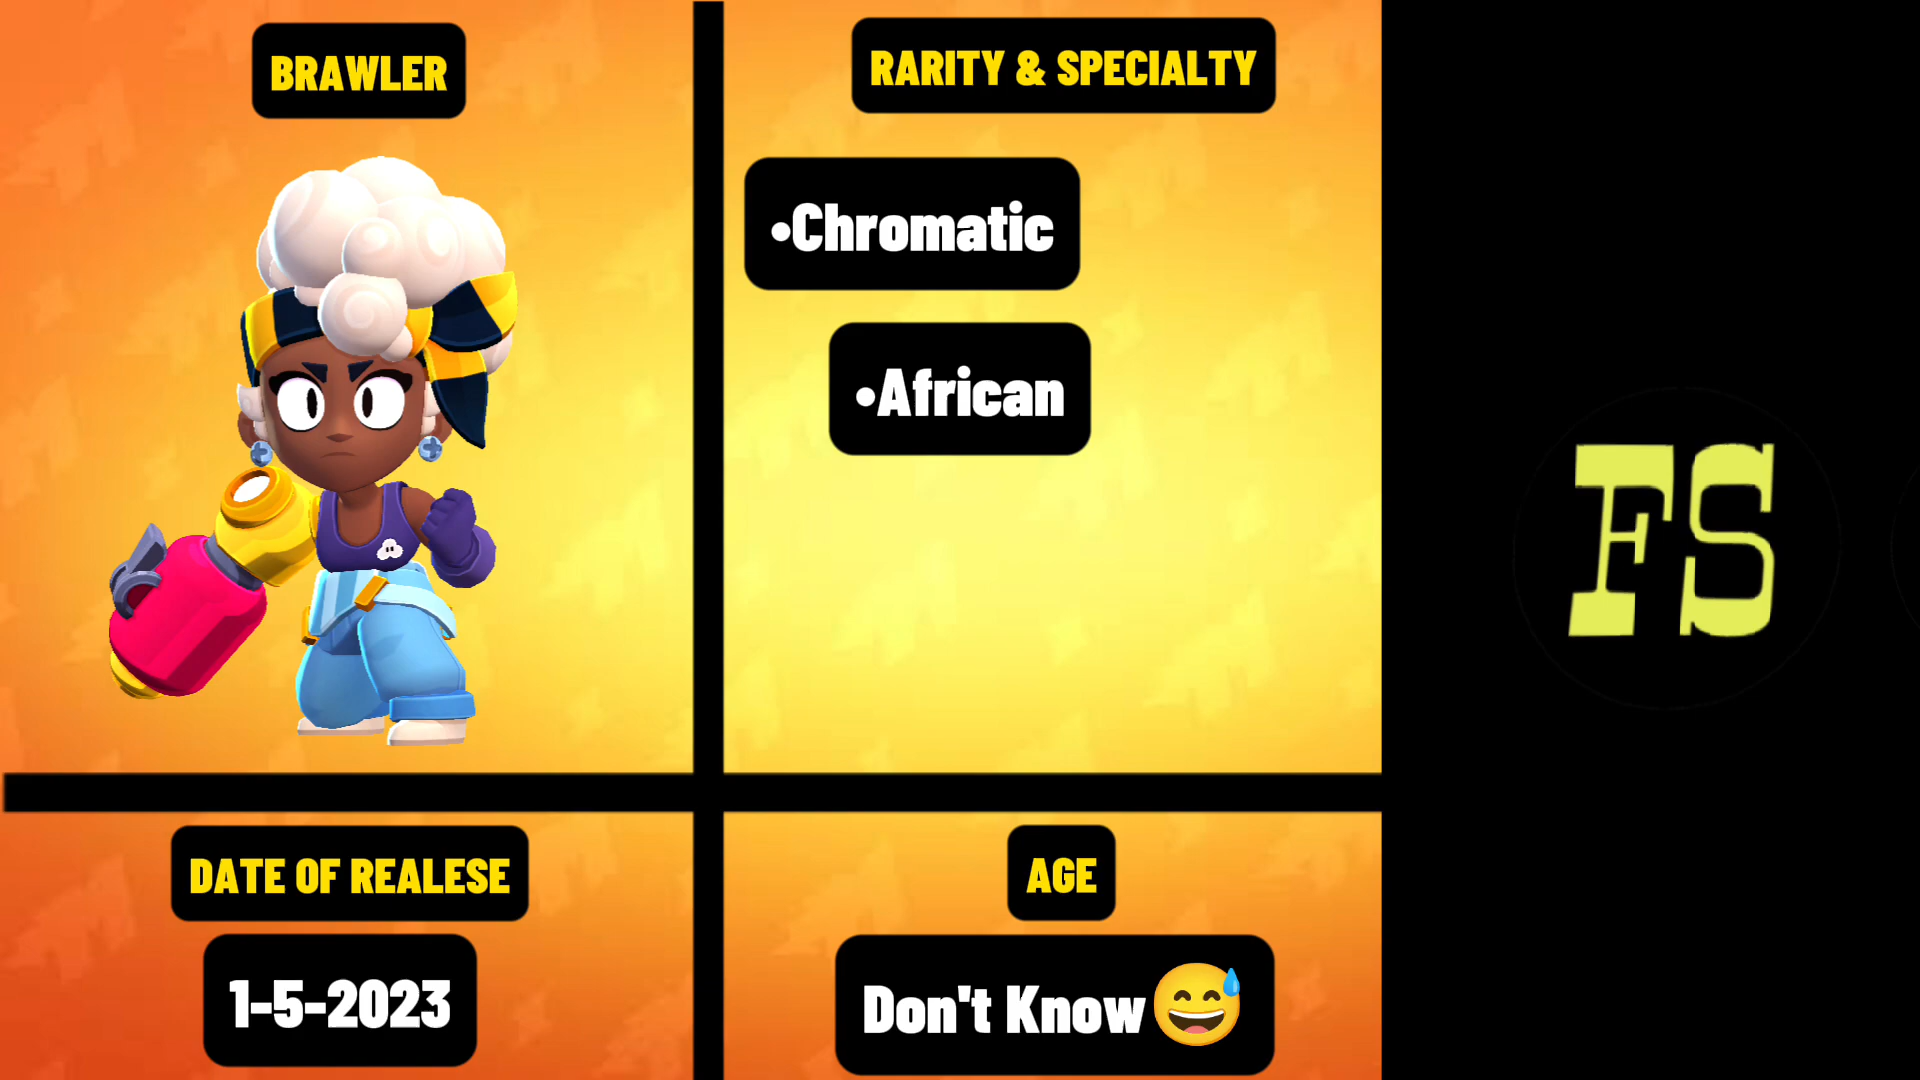 BRAWLER
RARITY & SPECIALTY
•Chromatic
•African
FS
DATE OF REALESE
1-5-2023
AGE
Don't Know😅